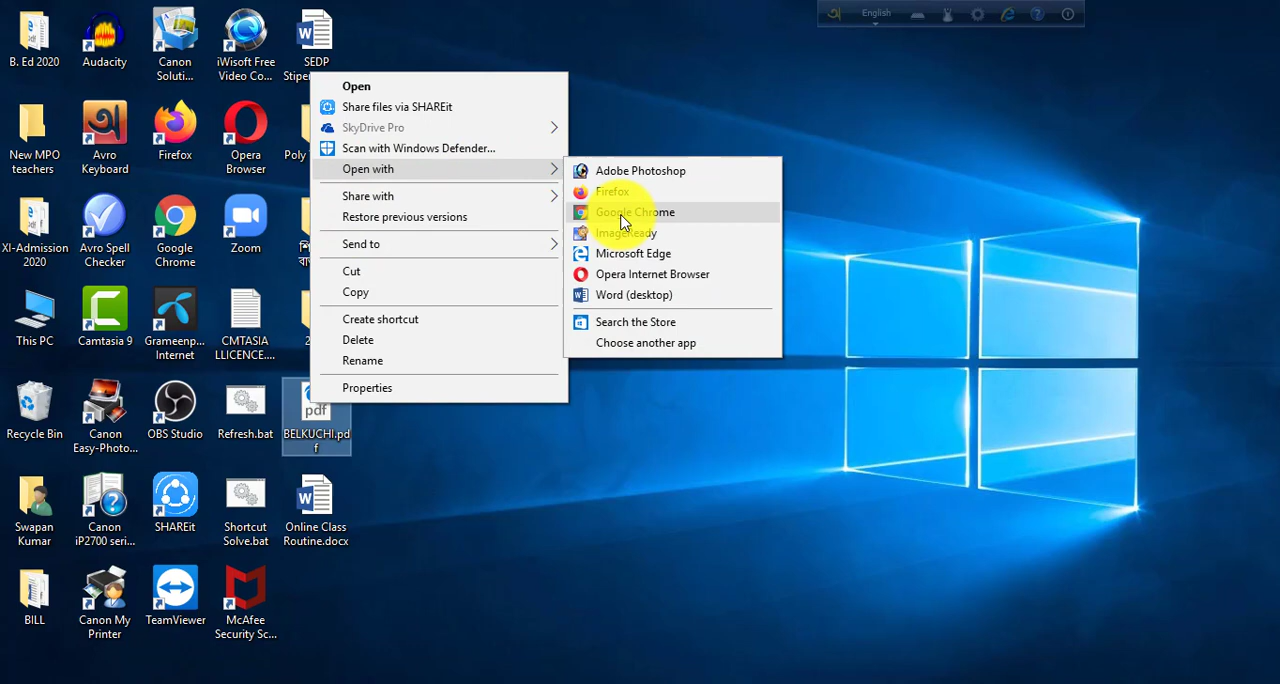 English
B. Ed 2020
Audacity
Canon
Soluti...
iWisoft Free
Video Co...
SEDP
New MPO
teachers
Avro
Keyboard
Firefox
Opera
Browser
Poly
XI-Admission
2020
Avro Spell
Checker
Google
Chrome
Zoom
This PC
Camtasia 9
Grameenp...
Internet
CMTASIA
LLICENCE....
Recycle Bin
Canon
Easy-Photo...
OBS Studio
Refresh.bat
pdf
BELKUCHI.pd
f
Swapan
Kumar
Canon
iP2700 seri...
SHAREit
Shortcut
Solve.bat
Online Class
Routine.docx
BILL
Canon My
Printer
TeamViewer
McAfee
Security Sc...
Open
Share files via SHAREit
SkyDrive Pro
Scan with Windows Defender...
Open with
Share with
Restore previous versions
Send to
Cut
Copy
Create shortcut
Delete
Rename
Properties
Adobe Photoshop
Firefox
Google Chrome
ImageReady
Microsoft Edge
Opera Internet Browser
Word (desktop)
Search the Store
Choose another app